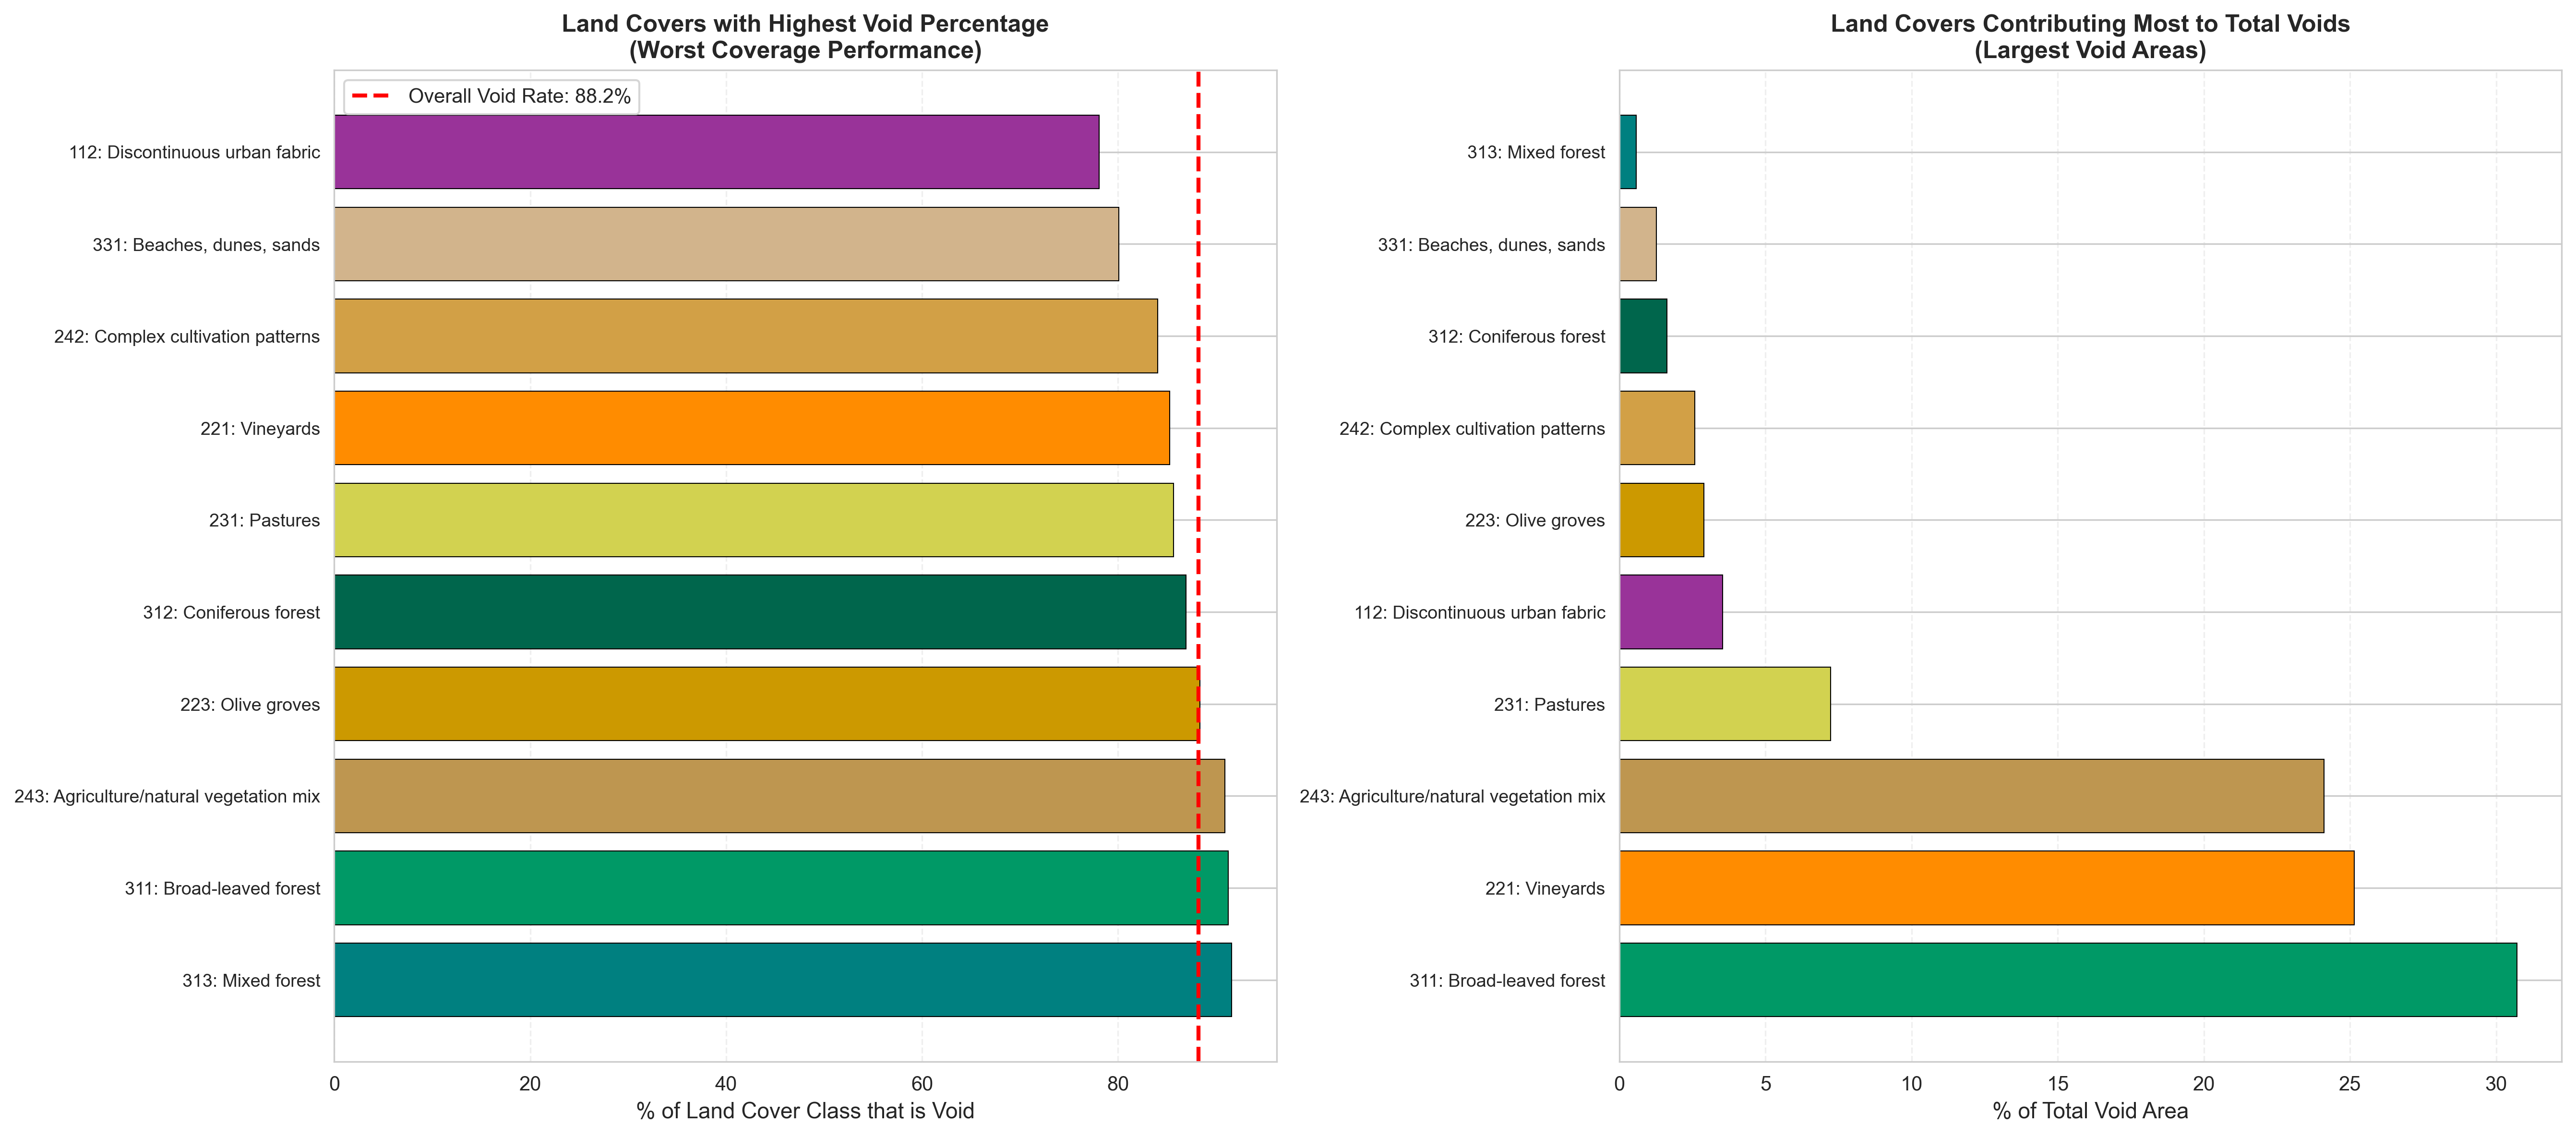 Land Covers with Highest Void Percentage
(Worst Coverage Performance)
Overall Void Rate: 88.2%
112: Discontinuous urban fabric
331: Beaches, dunes, sands
242: Complex cultivation patterns
221: Vineyards
231: Pastures
312: Coniferous forest
223: Olive groves
243: Agriculture/natural vegetation mix
311: Broad-leaved forest
313: Mixed forest
0 20 40 60 80
% of Land Cover Class that is Void
Land Covers Contributing Most to Total Voids
(Largest Void Areas)
313: Mixed forest
331: Beaches, dunes, sands
312: Coniferous forest
242: Complex cultivation patterns
223: Olive groves
112: Discontinuous urban fabric
231: Pastures
243: Agriculture/natural vegetation mix
221: Vineyards
311: Broad-leaved forest
0 5 10 15 20 25 30
% of Total Void Area